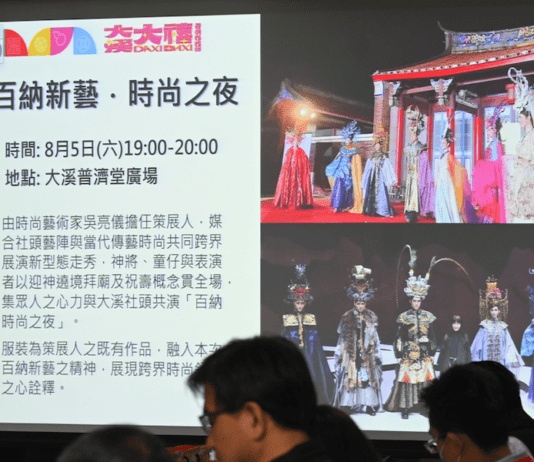 大溪大禧
DAXI DAXI
百納新藝．時尚之夜
時間: 8月5日(六)19:00-20:00
地點: 大溪普濟堂廣場
由時尚藝術家吳亮儀擔任策展人，媒
合社頭藝陣與當代傳藝時尚共同跨界
展演新型態走秀，神將、童仔與表演
者以迎神遶境拜廟及祝壽概念貫全場，
集眾人之心力與大溪社頭共演「百納
時尚之夜」。
服裝為策展人之既有作品，融入本次
百納新藝之精神，展現跨界時尚
之心詮釋。